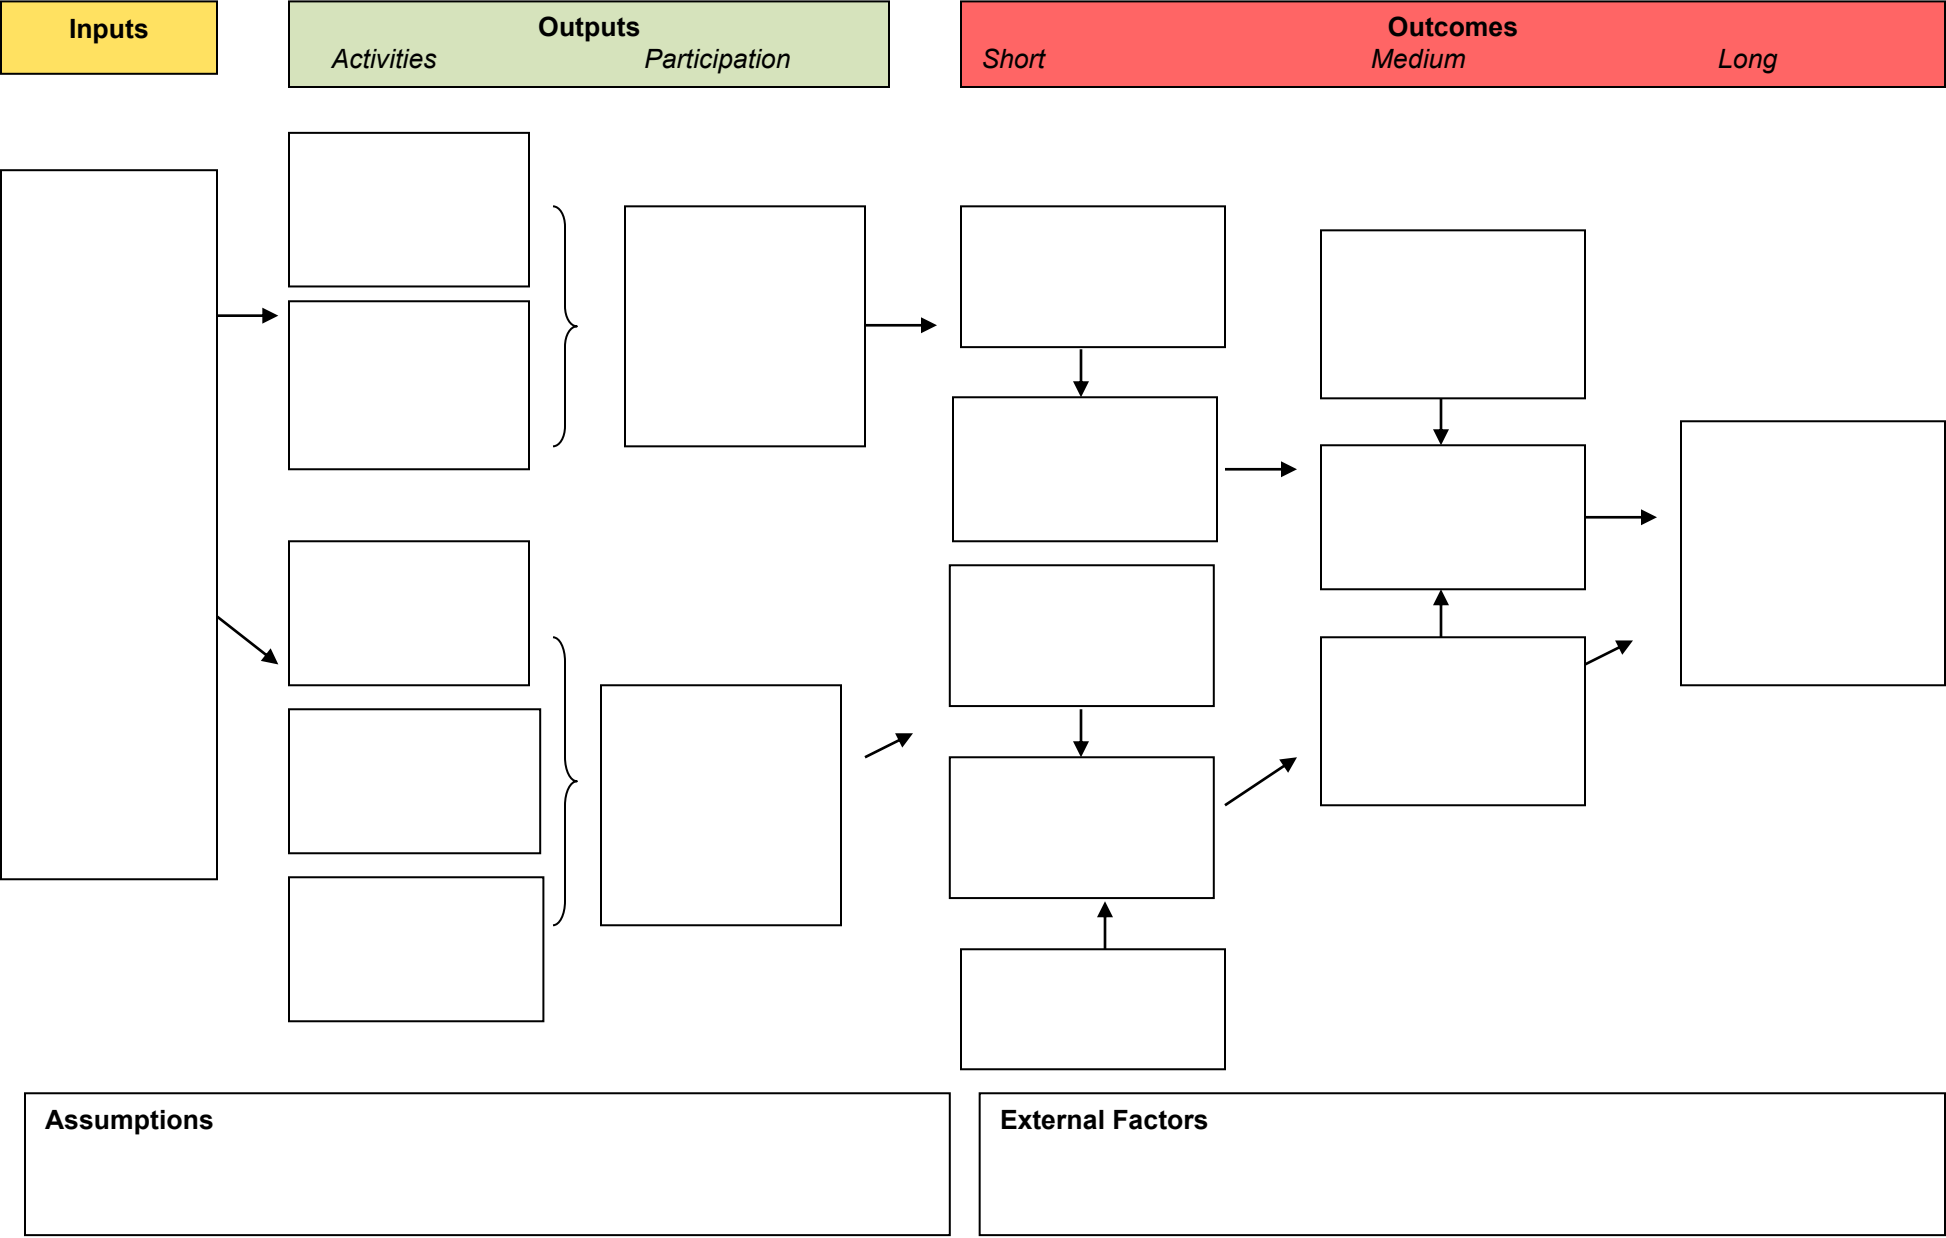 Inputs
Outputs
Activities Participation
Outcomes
Short Medium Long
Assumptions
External Factors